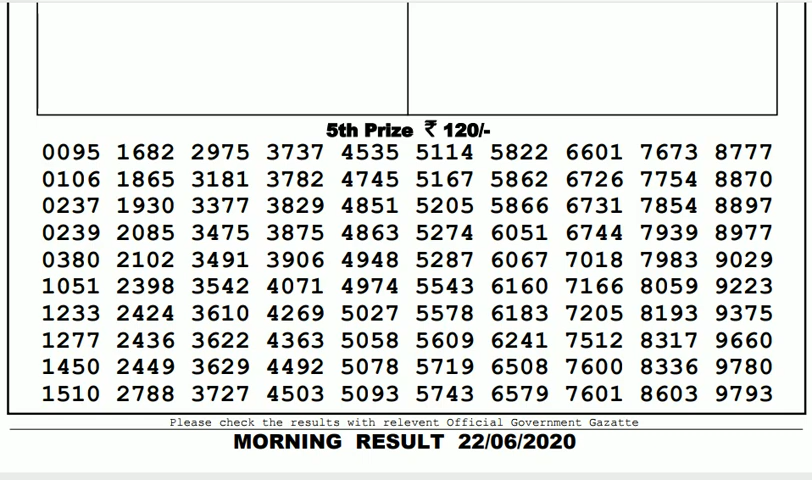 5th Prize ₹ 120/-
0095 1682 2975 3737 4535 5114 5822 6601 7673 8777
0106 1865 3181 3782 4745 5167 5862 6726 7754 8870
0237 1930 3377 3829 4851 5205 5866 6731 7854 8897
0239 2085 3475 3875 4863 5274 6051 6744 7939 8977
0380 2102 3491 3906 4948 5287 6067 7018 7983 9029
1051 2398 3542 4071 4974 5543 6160 7166 8059 9223
1233 2424 3610 4269 5027 5578 6183 7205 8193 9375
1277 2436 3622 4363 5058 5609 6241 7512 8317 9660
1450 2449 3629 4492 5078 5719 6508 7600 8336 9780
1510 2788 3727 4503 5093 5743 6579 7601 8603 9793
Please check the results with relevent Official Government Gazatte
MORNING RESULT 22/06/2020